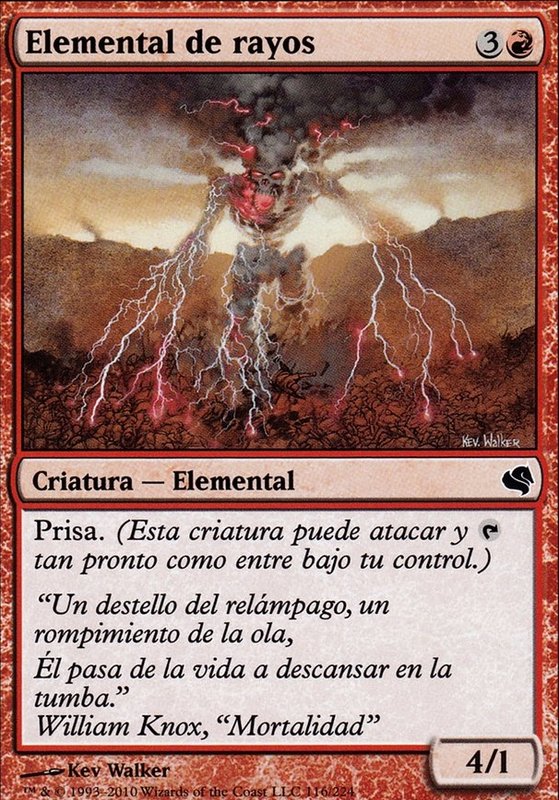 Elemental de rayos 3
KEV. WALKER
Criatura — Elemental
Prisa. (Esta criatura puede atacar y
tan pronto como entre bajo tu control.)
“Un destello del relámpago, un
rompimiento de la ola,
Él pasa de la vida a descansar en la
tumba.”
William Knox, “Mortalidad”
Kev Walker
4/1
™ & © 1993–2010 Wizards of the Coast LLC 116/224